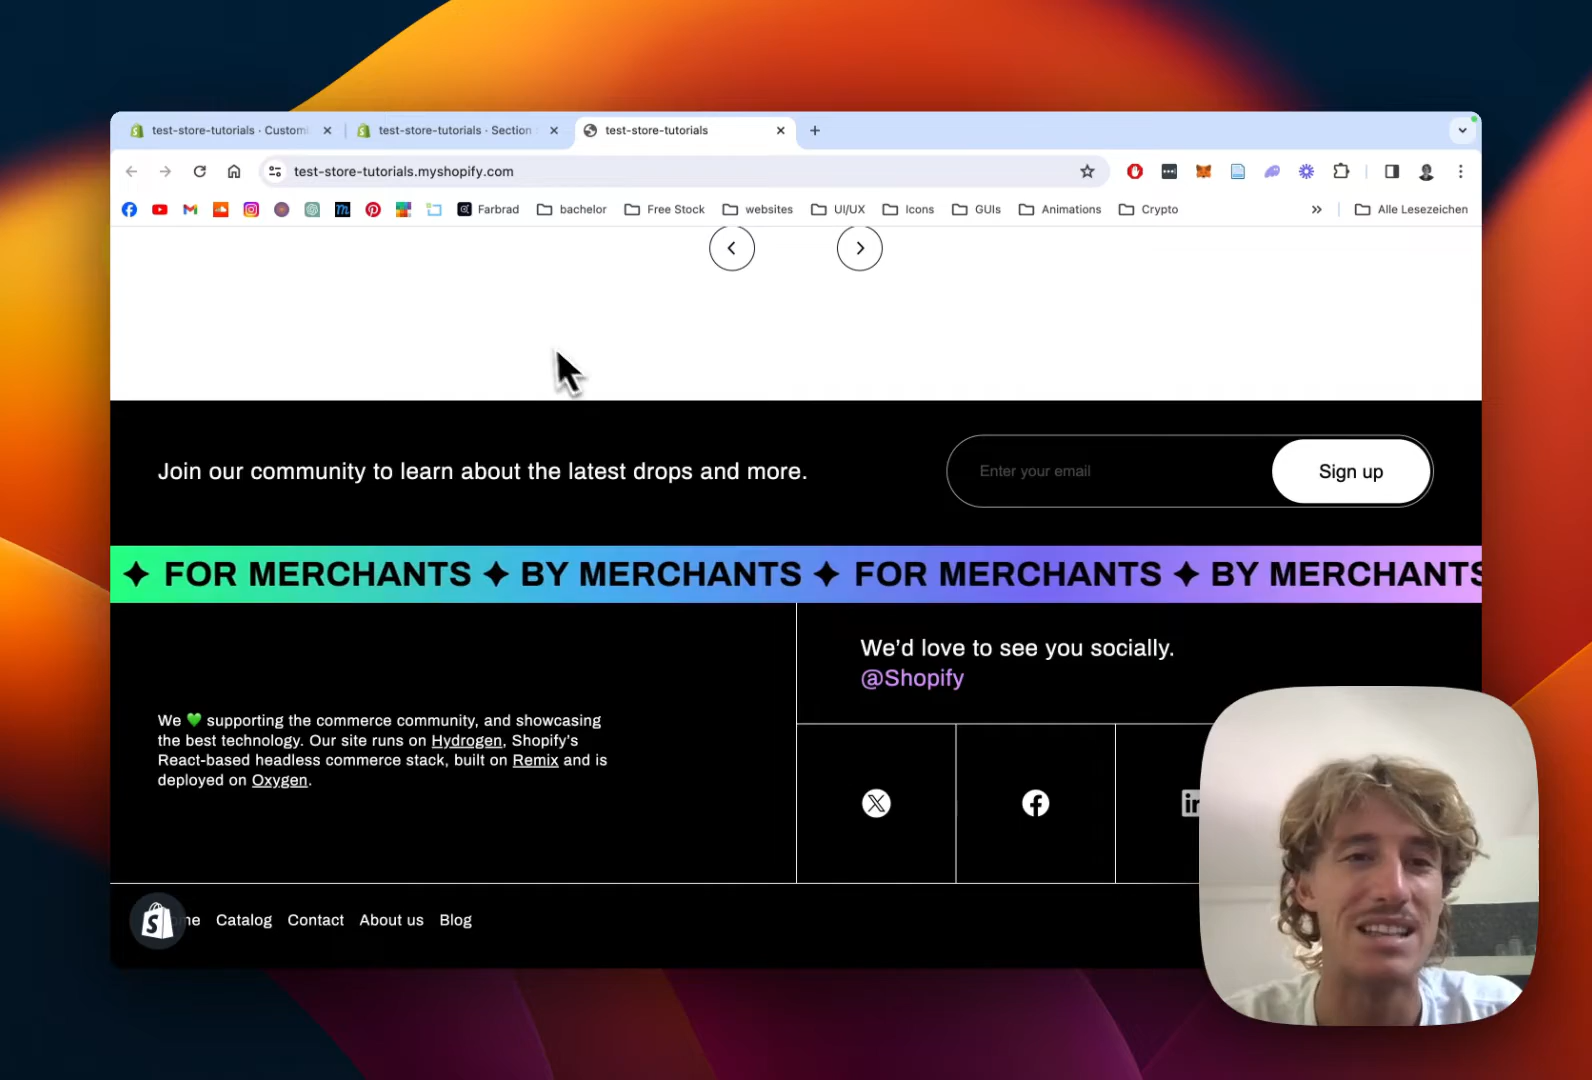 test-store-tutorials · Customi
test-store-tutorials · Section
test-store-tutorials
test-store-tutorials.myshopify.com
Farbrad
bachelor
Free Stock
websites
UI/UX
Icons
GUIs
Animations
Crypto
Alle Lesezeichen
Join our community to learn about the latest drops and more.
Enter your email
Sign up
FOR MERCHANTS BY MERCHANTS FOR MERCHANTS BY MERCHANTS
We'd love to see you socially.
@Shopify
We 💚 supporting the commerce community, and showcasing
the best technology. Our site runs on Hydrogen, Shopify's
React-based headless commerce stack, built on Remix and is
deployed on Oxygen.
Catalog Contact About us Blog